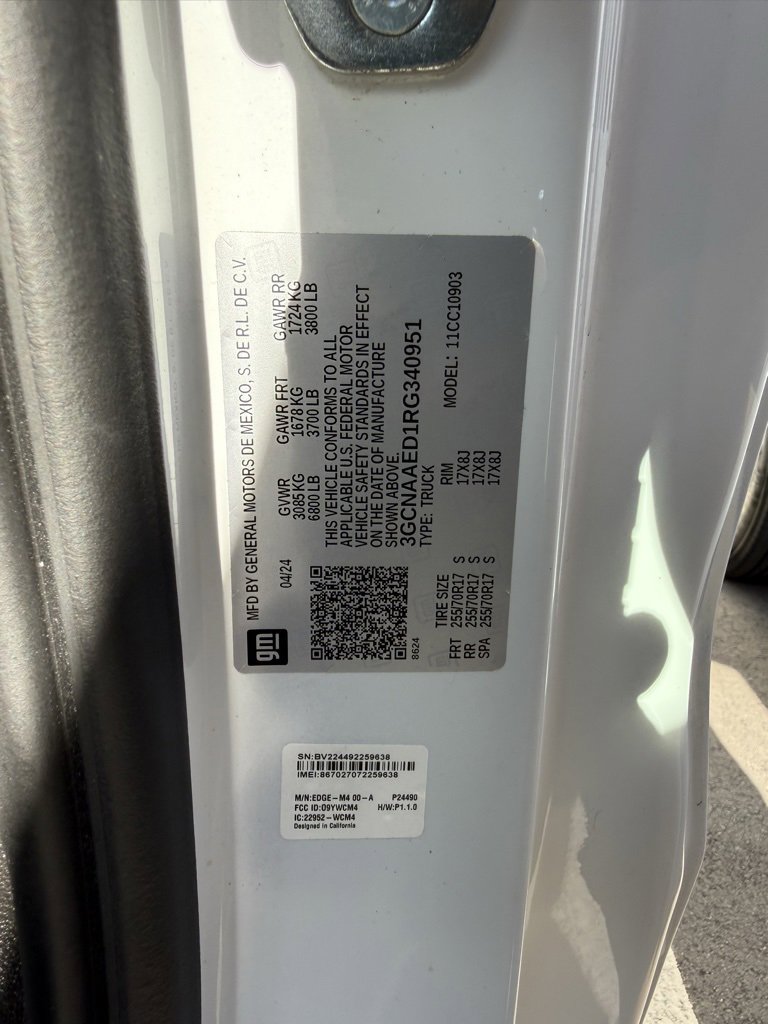 gm
MFD BY GENERAL MOTORS DE MEXICO, S. DE R.L. DE C.V.
04/24 GVWR GAWR FRT GAWR RR
3085 KG 1678 KG 1724 KG
6800 LB 3700 LB 3800 LB
THIS VEHICLE CONFORMS TO ALL
APPLICABLE U.S. FEDERAL MOTOR
VEHICLE SAFETY STANDARDS IN EFFECT
ON THE DATE OF MANUFACTURE
SHOWN ABOVE.
3GCNAAED1RG340951
8624
TYPE: TRUCK
TIRE SIZE RIM MODEL: 11CC10903
FRT 255/70R17 S 17X8J
RR 255/70R17 S 17X8J
SPA 255/70R17 S 17X8J
SN:BV224492259638
IMEI:867027072259638
M/N:EDGE-M4 00-A P24490
FCC ID:O9YWCM4 H/W:P1.1.0
IC:22952-WCM4
Designed in California